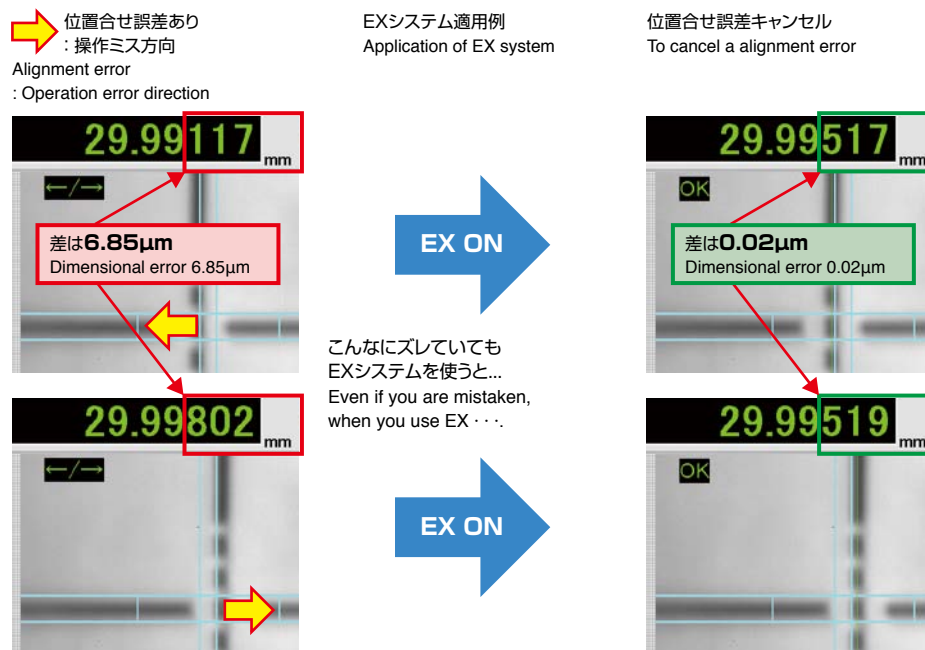 位置合せ誤差あり
: 操作ミス方向
Alignment error
: Operation error direction
EXシステム適用例
Application of EX system
位置合せ誤差キャンセル
To cancel a alignment error
29.99117 mm
←/→
差は6.85μm
Dimensional error 6.85μm
EX ON
29.99517 mm
OK
差は0.02μm
Dimensional error 0.02μm
こんなにズレていても
EXシステムを使うと...
Even if you are mistaken,
when you use EX · · ·.
29.99802 mm
←/→
EX ON
29.99519 mm
OK